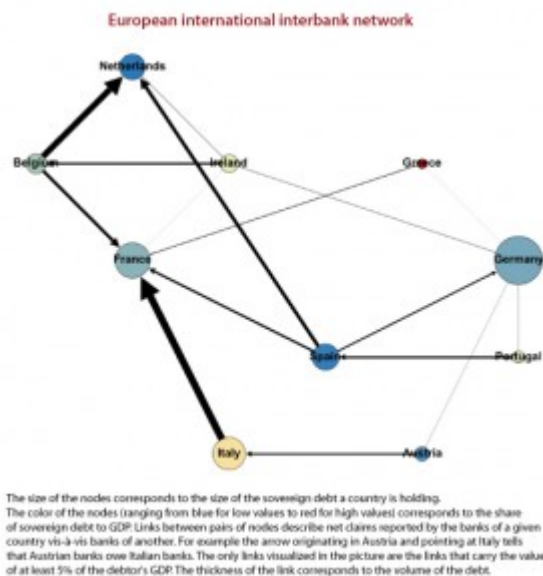 European international interbank network
Netherlands
Belgium
Ireland
Greece
France
Germany
Spain
Portugal
Italy
Austria
The size of the nodes corresponds to the size of the sovereign debt a country is holding.
The color of the nodes (ranging from blue for low values to red for high values) corresponds to the share
of sovereign debt to GDP. Links between pairs of nodes describe net claims reported by the banks of a given
country vis-à-vis banks of another. For example the arrow originating in Austria and pointing at Italy tells
that Austrian banks owe Italian banks. The only links visualized in the picture are the links that carry the value
of at least 5% of the debtor's GDP. The thickness of the link corresponds to the volume of the debt.